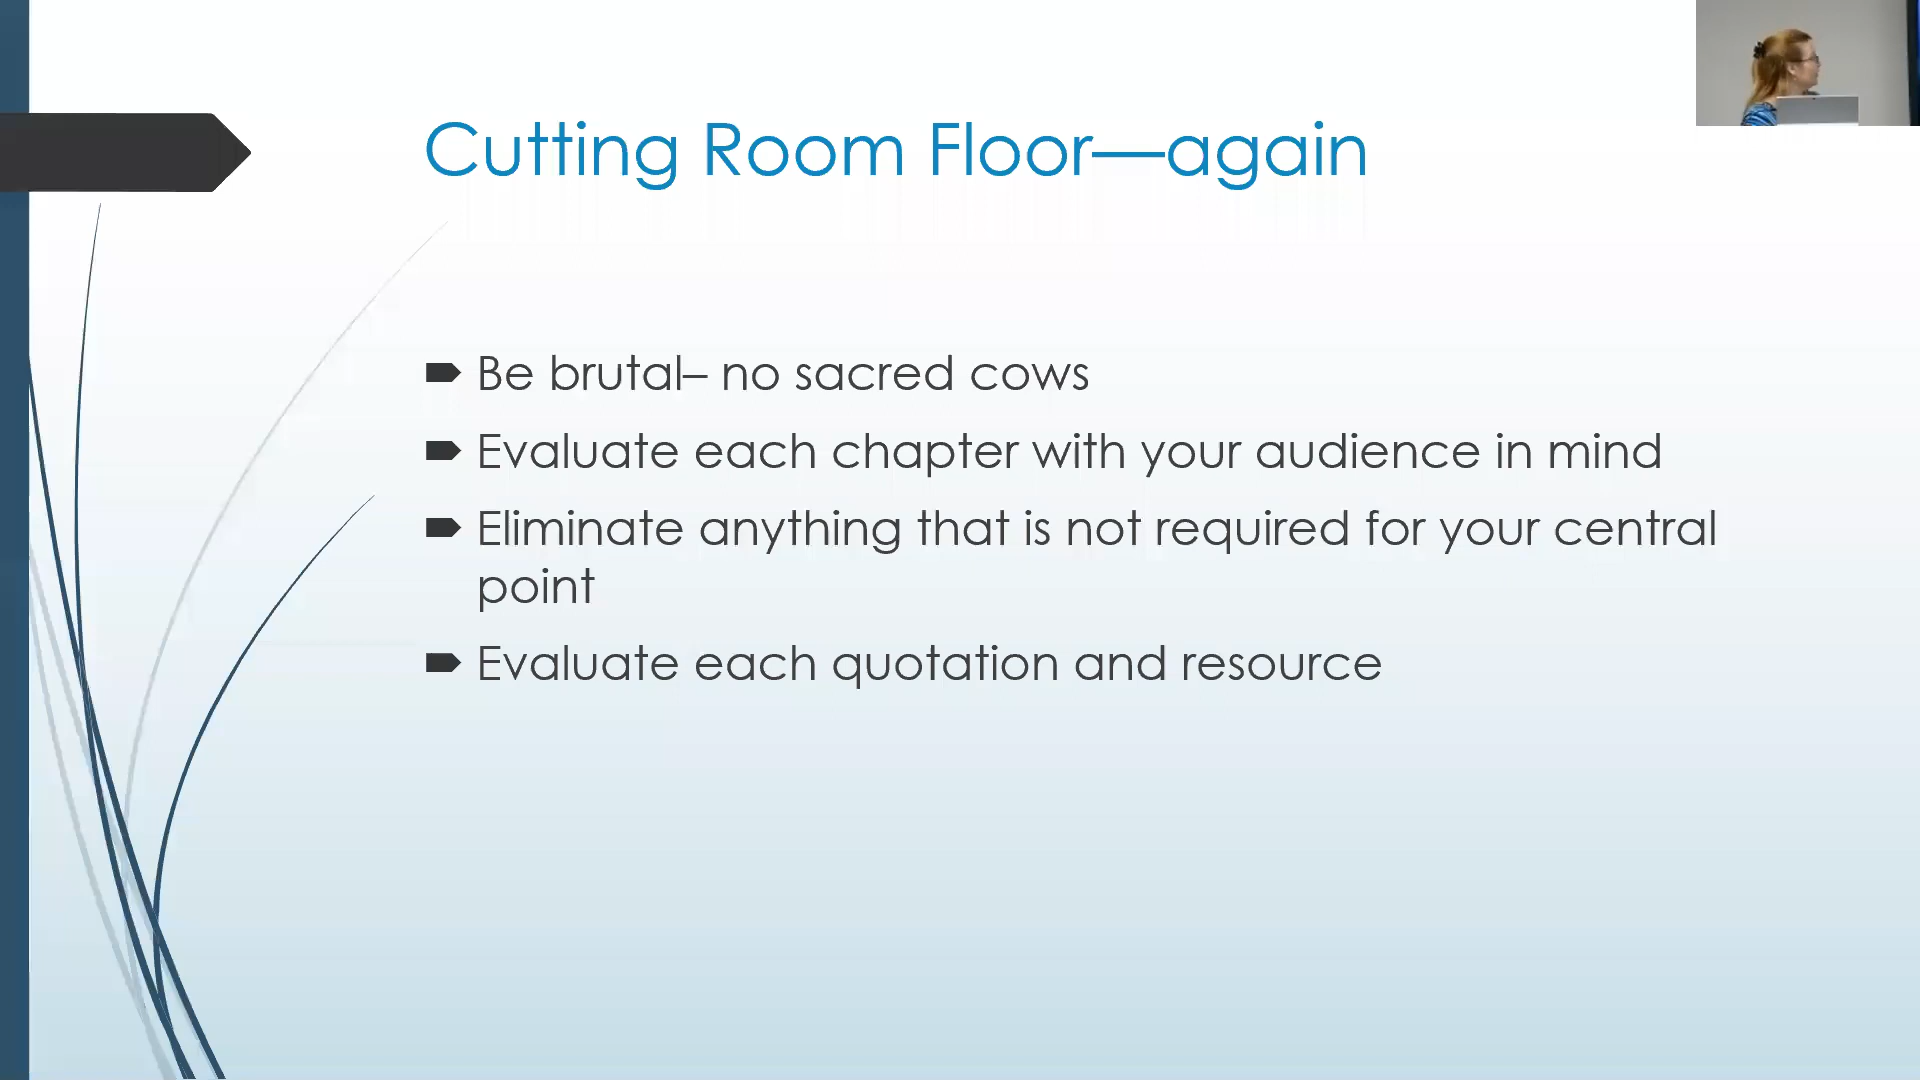 Cutting Room Floor—again
Be brutal– no sacred cows
Evaluate each chapter with your audience in mind
Eliminate anything that is not required for your central
point
Evaluate each quotation and resource